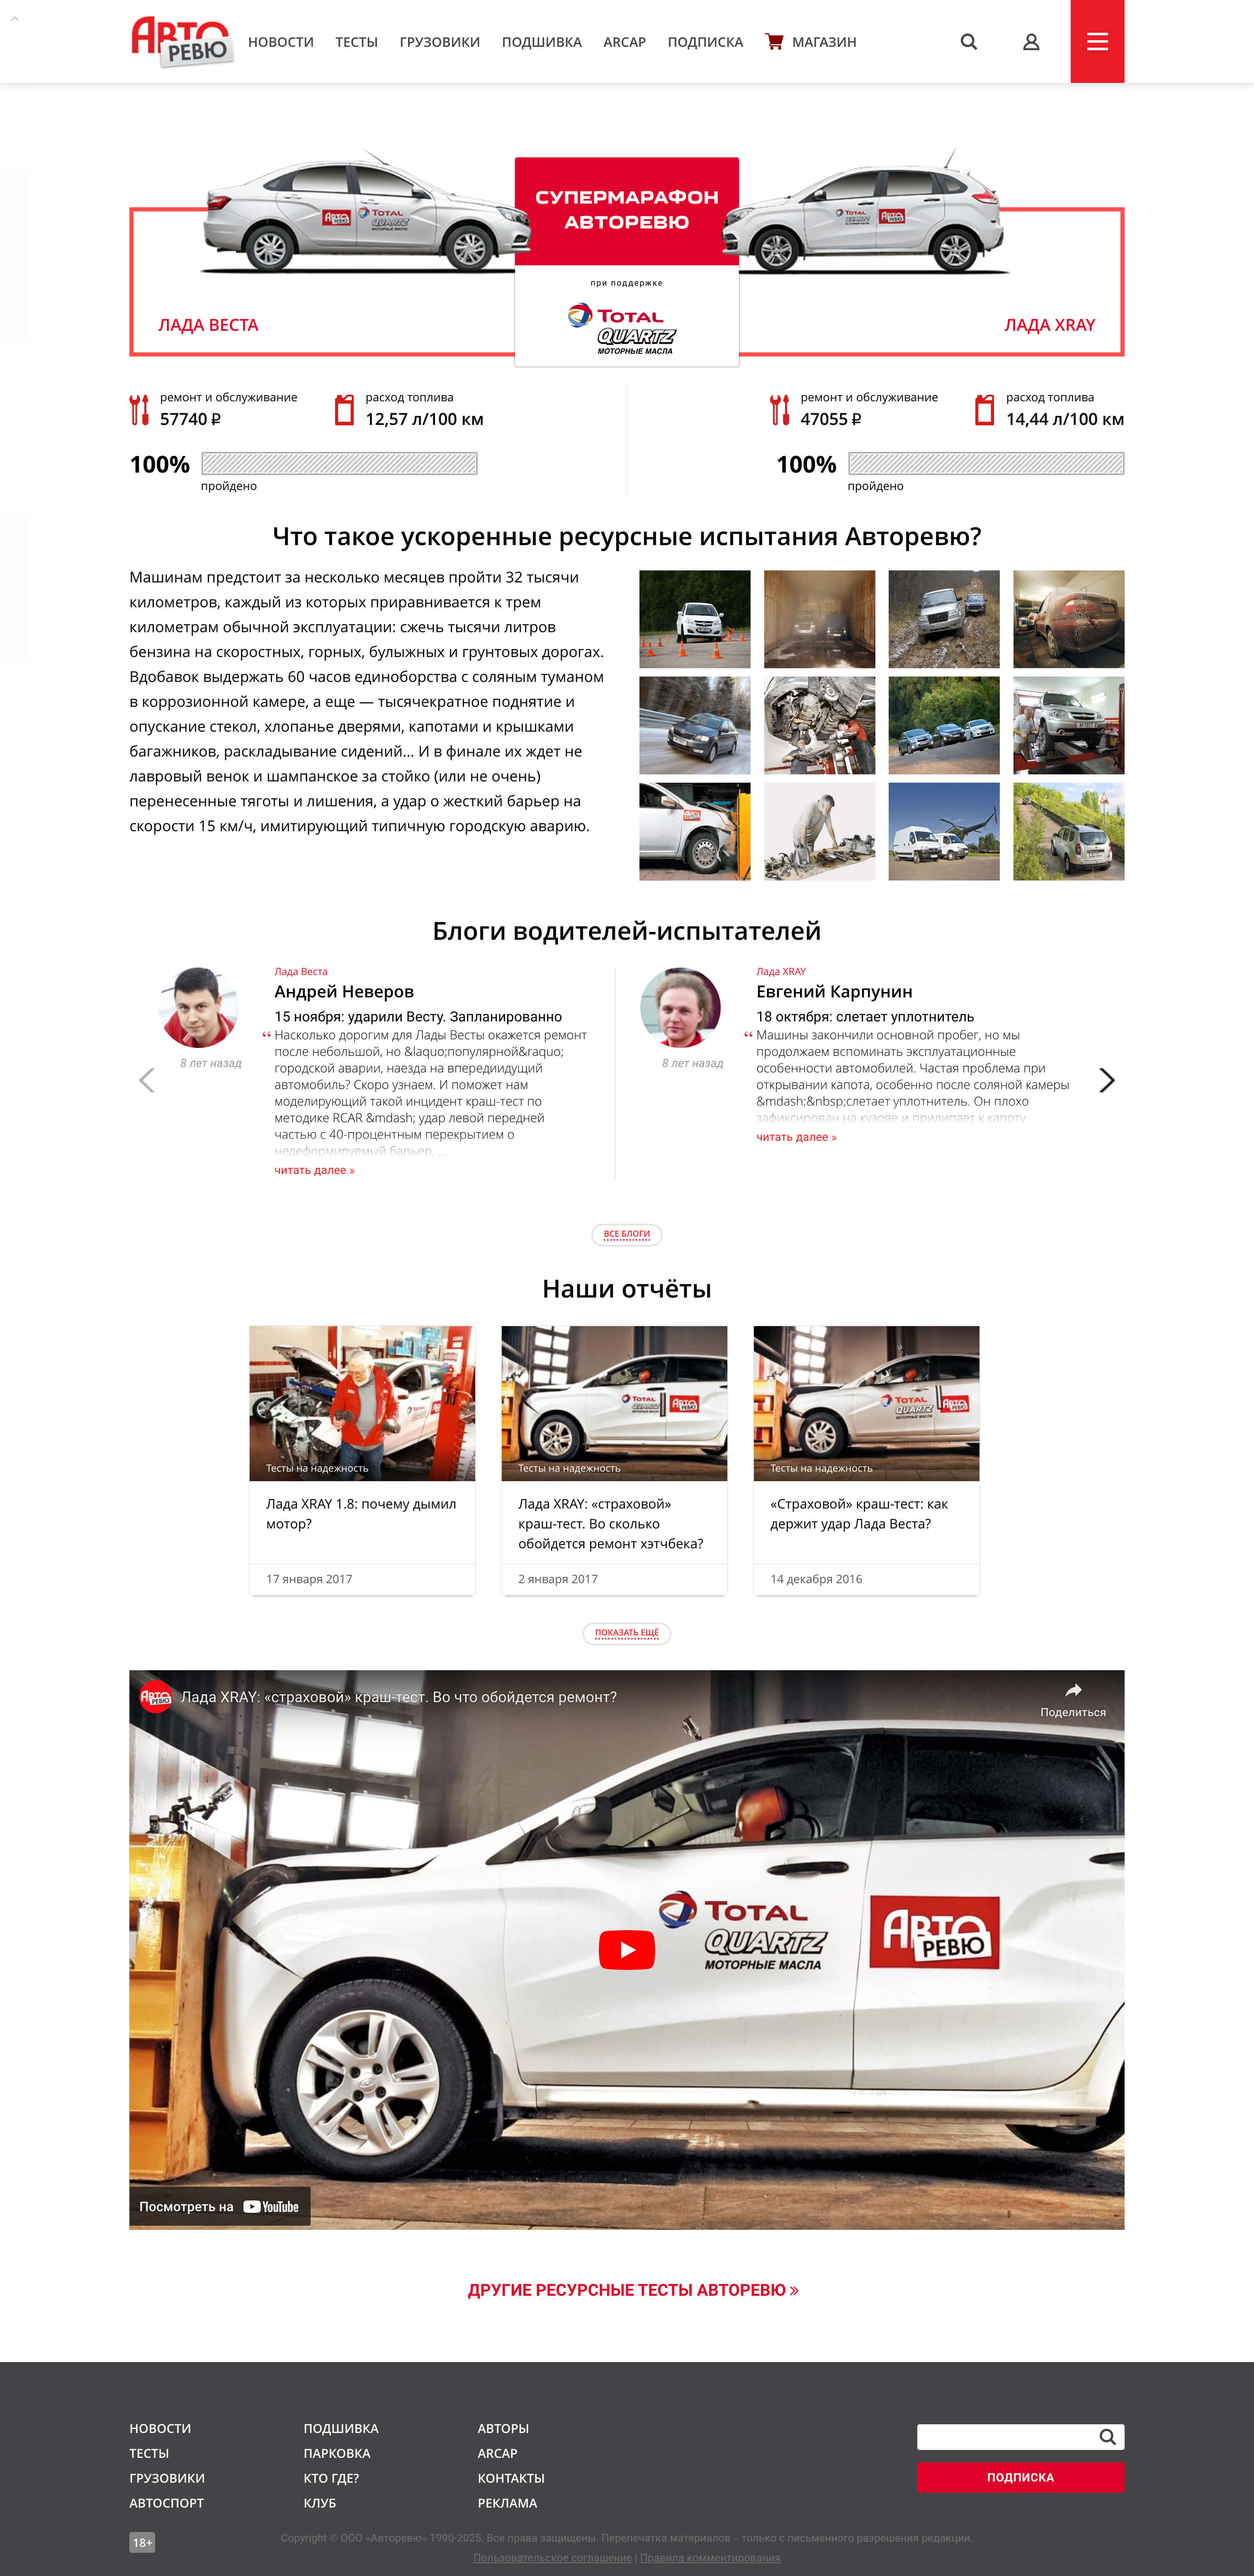 АВТО
РЕВЮ
НОВОСТИ ТЕСТЫ ГРУЗОВИКИ ПОДШИВКА ARCAP ПОДПИСКА МАГАЗИН
СУПЕРМАРАФОН
АВТОРЕВЮ
при поддержке
TOTAL
QUARTZ
МОТОРНЫЕ МАСЛА
ЛАДА ВЕСТА
ЛАДА XRAY
ремонт и обслуживание
57740 ₽
расход топлива
12,57 л/100 км
100%
пройдено
ремонт и обслуживание
47055 ₽
расход топлива
14,44 л/100 км
100%
пройдено
Что такое ускоренные ресурсные испытания Авторевю?
Машинам предстоит за несколько месяцев пройти 32 тысячи
километров, каждый из которых приравнивается к трем
километрам обычной эксплуатации: сжечь тысячи литров
бензина на скоростных, горных, булыжных и грунтовых дорогах.
Вдобавок выдержать 60 часов единоборства с соляным туманом
в коррозионной камере, а еще — тысячекратное поднятие и
опускание стекол, хлопанье дверями, капотами и крышками
багажников, раскладывание сидений... И в финале их ждет не
лавровый венок и шампанское за стойко (или не очень)
перенесенные тяготы и лишения, а удар о жесткий барьер на
скорости 15 км/ч, имитирующий типичную городскую аварию.
Блоги водителей-испытателей
Лада Веста
Андрей Неверов
15 ноября: ударили Весту. Запланированно
“ Насколько дорогим для Лады Весты окажется ремонт
после небольшой, но &laquo;популярной&raquo;
городской аварии, наезда на впередиидущий
автомобиль? Скоро узнаем. И поможет нам
моделирующий такой инцидент краш-тест по
методике RCAR &mdash; удар левой передней
частью с 40-процентным перекрытием о
недеформируемый барьер. ...
читать далее »
8 лет назад
Лада XRAY
Евгений Карпунин
18 октября: слетает уплотнитель
“ Машины закончили основной пробег, но мы
продолжаем вспоминать эксплуатационные
особенности автомобилей. Частая проблема при
открывании капота, особенно после соляной камеры
&mdash;&nbsp;слетает уплотнитель. Он плохо
зафиксирован на кузове и прилипает к капоту.
читать далее »
8 лет назад
ВСЕ БЛОГИ
Наши отчёты
Тесты на надежность
Лада XRAY 1.8: почему дымил
мотор?
17 января 2017
TOTAL
QUARTZ
МОТОРНЫЕ МАСЛА
АВТО
РЕВЮ
Тесты на надежность
Лада XRAY: «страховой»
краш-тест. Во сколько
обойдется ремонт хэтчбека?
2 января 2017
TOTAL
QUARTZ
МОТОРНЫЕ МАСЛА
АВТО
РЕВЮ
Тесты на надежность
«Страховой» краш-тест: как
держит удар Лада Веста?
14 декабря 2016
ПОКАЗАТЬ ЕЩЁ
АВТО
РЕВЮ
Лада XRAY: «страховой» краш-тест. Во что обойдется ремонт?
Поделиться
TOTAL
QUARTZ
МОТОРНЫЕ МАСЛА
АВТО
РЕВЮ
Посмотреть на YouTube
ДРУГИЕ РЕСУРСНЫЕ ТЕСТЫ АВТОРЕВЮ »
НОВОСТИ
ТЕСТЫ
ГРУЗОВИКИ
АВТОСПОРТ
ПОДШИВКА
ПАРКОВКА
КТО ГДЕ?
КЛУБ
АВТОРЫ
ARCAP
КОНТАКТЫ
РЕКЛАМА
ПОДПИСКА
18+
Copyright © ООО «Авторевю» 1990-2025. Все права защищены. Перепечатка материалов – только с письменного разрешения редакции.
Пользовательское соглашение | Правила комментирования